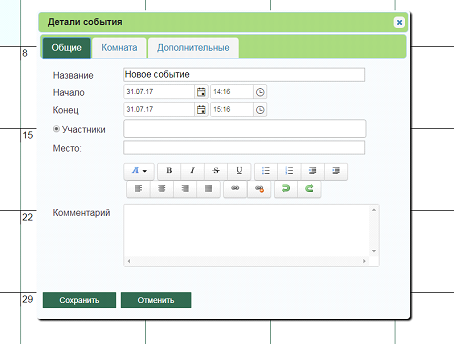 Детали события
Общие Комната Дополнительные
8
Название Новое событие
Начало 31.07.17 14:16
Конец 31.07.17 15:16
15
Участники
Место:
A B I S U
22
Комментарий
29
Сохранить Отменить